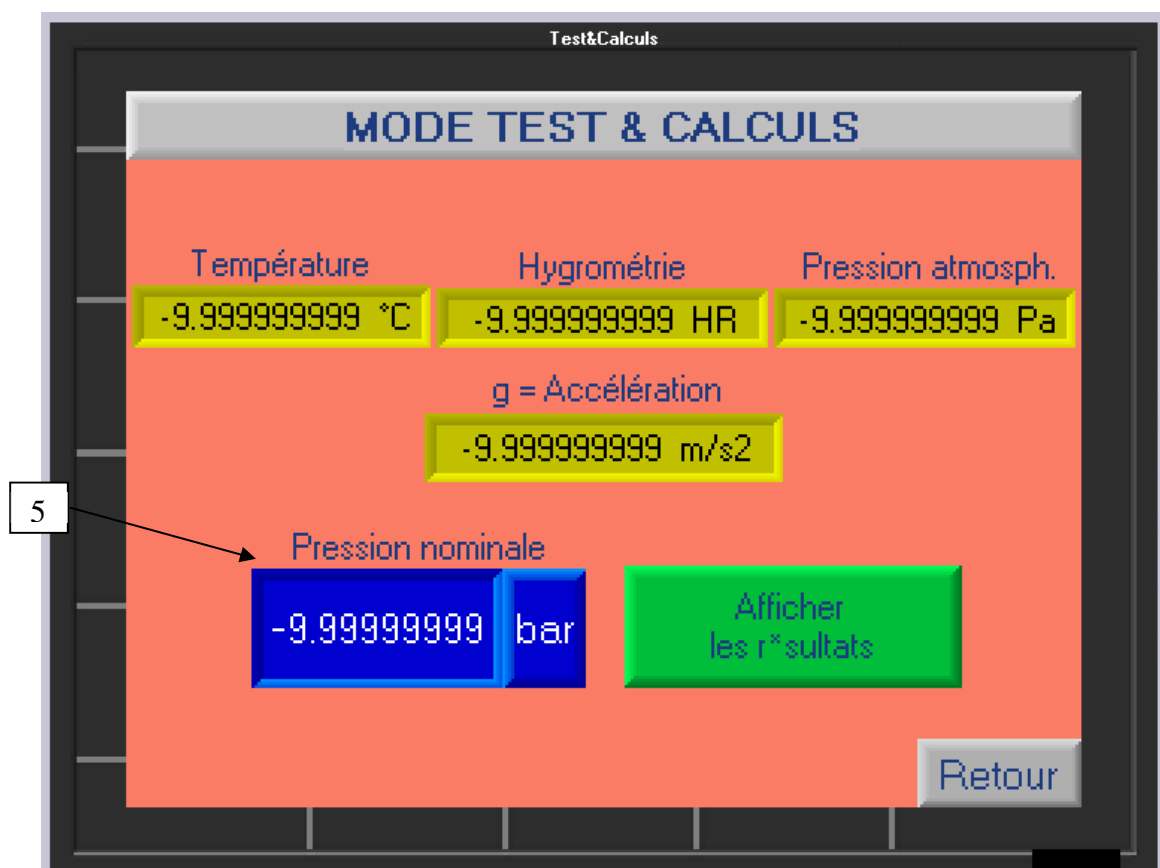 Test&Calculs
MODE TEST & CALCULS
Température
Hygrométrie
Pression atmosph.
-9.999999999 °C
-9.999999999 HR
-9.999999999 Pa
g = Accélération
-9.999999999 m/s2
5
Pression nominale
-9.99999999 bar
Afficher
les r*sultats
Retour